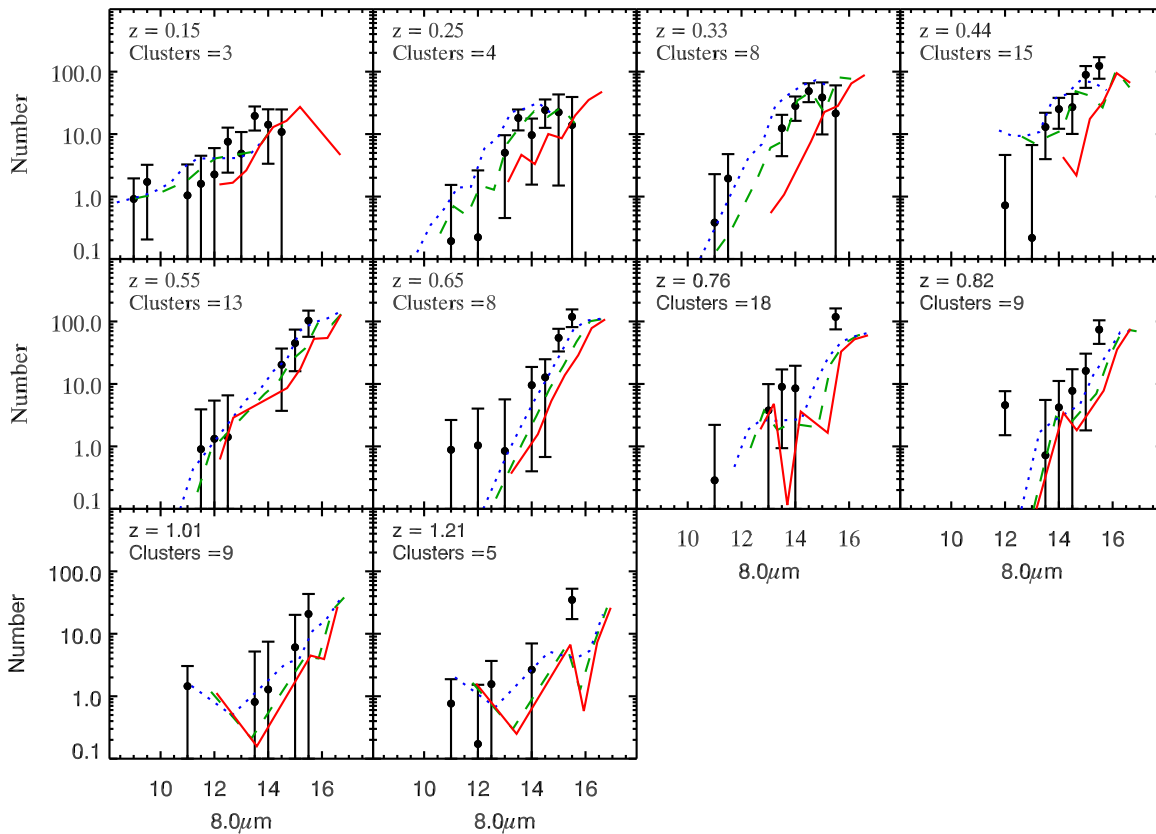 z = 0.15
Clusters =3
z = 0.25
Clusters =4
z = 0.33
Clusters =8
z = 0.44
Clusters =15
Number
100.0
10.0
1.0
0.1
z = 0.55
Clusters =13
z = 0.65
Clusters =8
z = 0.76
Clusters =18
z = 0.82
Clusters =9
Number
100.0
10.0
1.0
0.1
10 12 14 16
8.0μm
10 12 14 16
8.0μm
z = 1.01
Clusters =9
z = 1.21
Clusters =5
Number
100.0
10.0
1.0
0.1
10 12 14 16
8.0μm
10 12 14 16
8.0μm